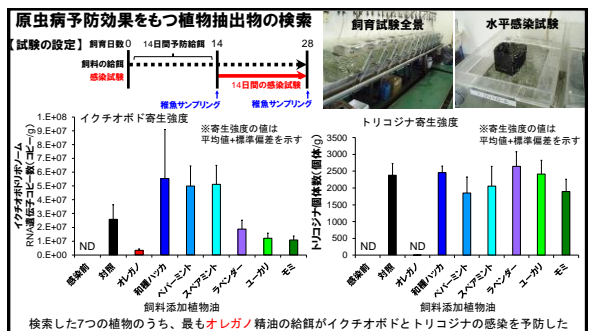 原虫病予防効果をもつ植物抽出物の検索
【試験の設定】 飼育日数 0 14日間予防給餌 14 28
飼料の給餌
感染試験 14日間の感染試験
稚魚サンプリング 稚魚サンプリング
飼育試験全景
水平感染試験
イクチオボド寄生強度
※寄生強度の値は
平均値+標準偏差を示す
イクチオボドリボソーム
RNA遺伝子コピー数(コピー/g)
1.E+08
9.E+07
8.E+07
7.E+07
6.E+07
5.E+07
4.E+07
3.E+07
2.E+07
1.E+07
0.E+00
ND
感染前 対照 オレガノ 和種ハッカ ペパーミント スペアミント ラベンダー ユーカリ モミ
飼料添加植物油
トリコジナ寄生強度
※寄生強度の値は
平均値+標準偏差を示す
トリコジナ個体数(個体/g)
3500
3000
2500
2000
1500
1000
500
0
ND ND
感染前 対照 オレガノ 和種ハッカ ペパーミント スペアミント ラベンダー ユーカリ モミ
飼料添加植物油
検索した7つの植物のうち、最もオレガノ精油の給餌がイクチオボドとトリコジナの感染を予防した